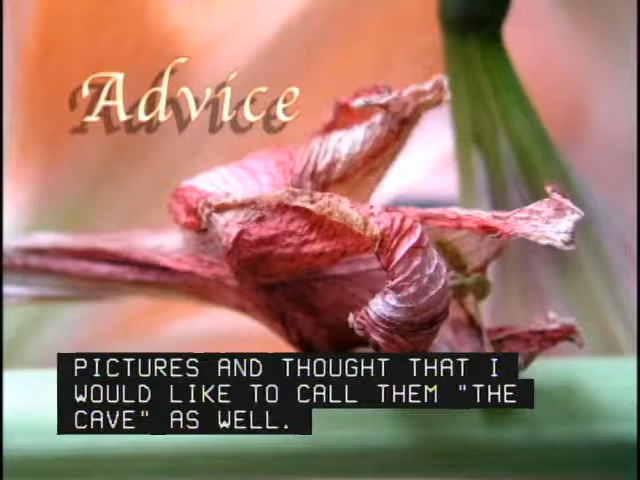 Advice
PICTURES AND THOUGHT THAT I
WOULD LIKE TO CALL THEM "THE
CAVE" AS WELL.